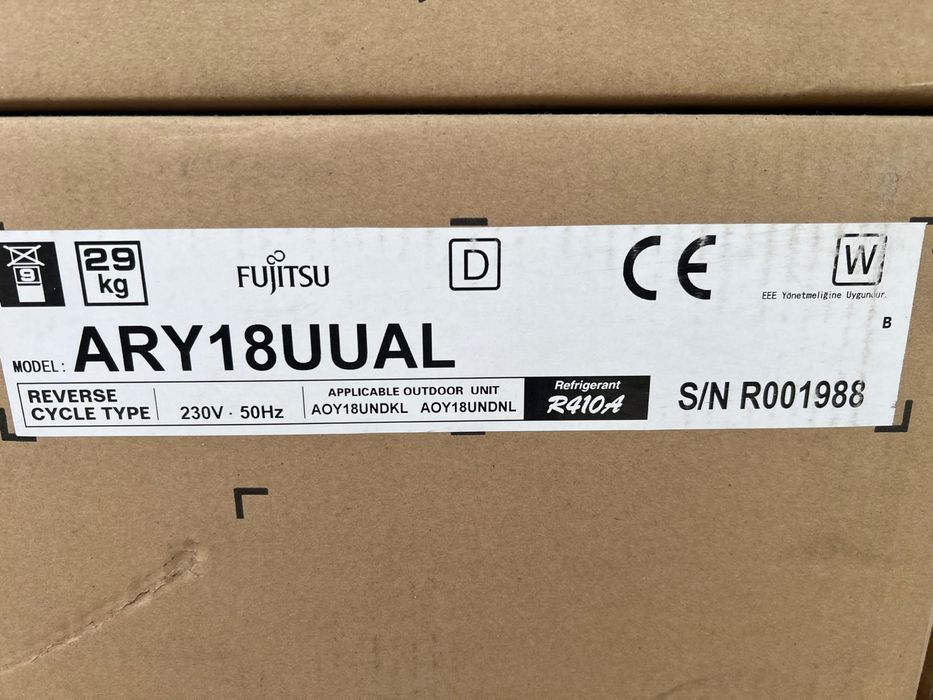 9
29
kg
FUJITSU
D
CE
W
EEE Yönetmeliğine Uygundur.
B
MODEL: ARY18UUAL
REVERSE
CYCLE TYPE
230V · 50Hz
APPLICABLE OUTDOOR UNIT
AOY18UNDKL AOY18UNDNL
Refrigerant
R410A
S/N R001988